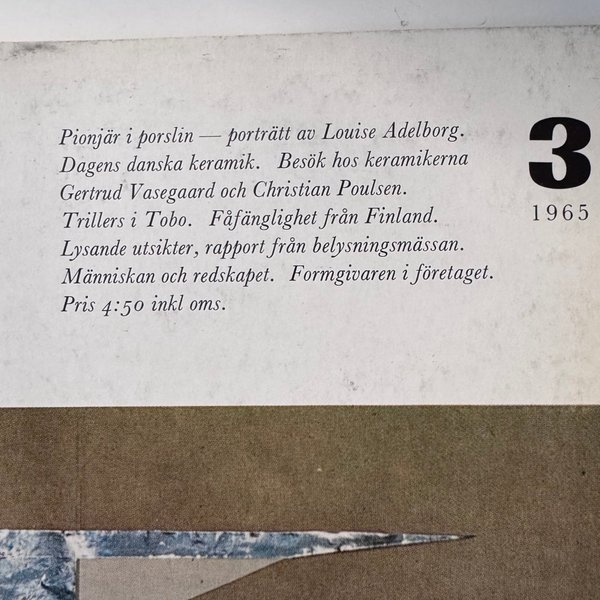 Pionjär i porslin — porträtt av Louise Adelborg.
Dagens danska keramik. Besök hos keramikerna
Gertrud Vasegaard och Christian Poulsen.
Trillers i Tobo. Fåfänglighet från Finland.
Lysande utsikter, rapport från belysningsmässan.
Människan och redskapet. Formgivaren i företaget.
Pris 4:50 inkl oms.
3
1965